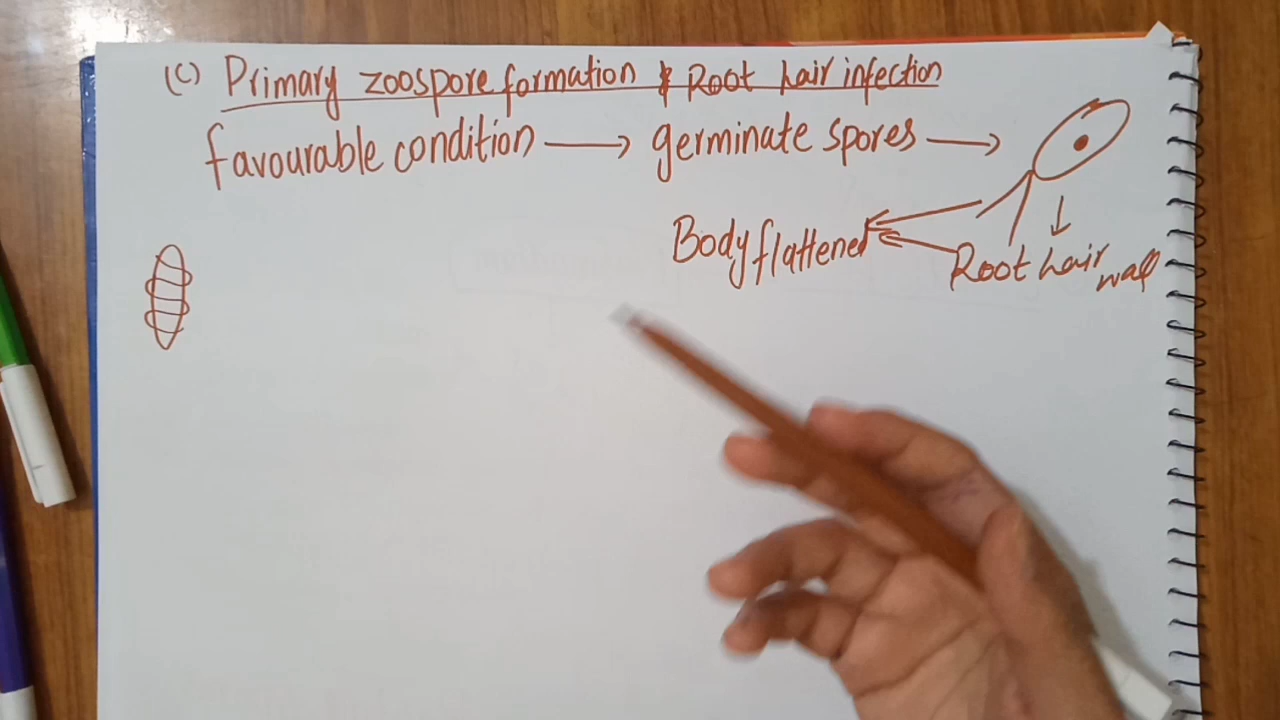 (C) Primary zoospore formation & Root hair infection
favourable condition → germinate spores →
Body flattened
Root hair wall